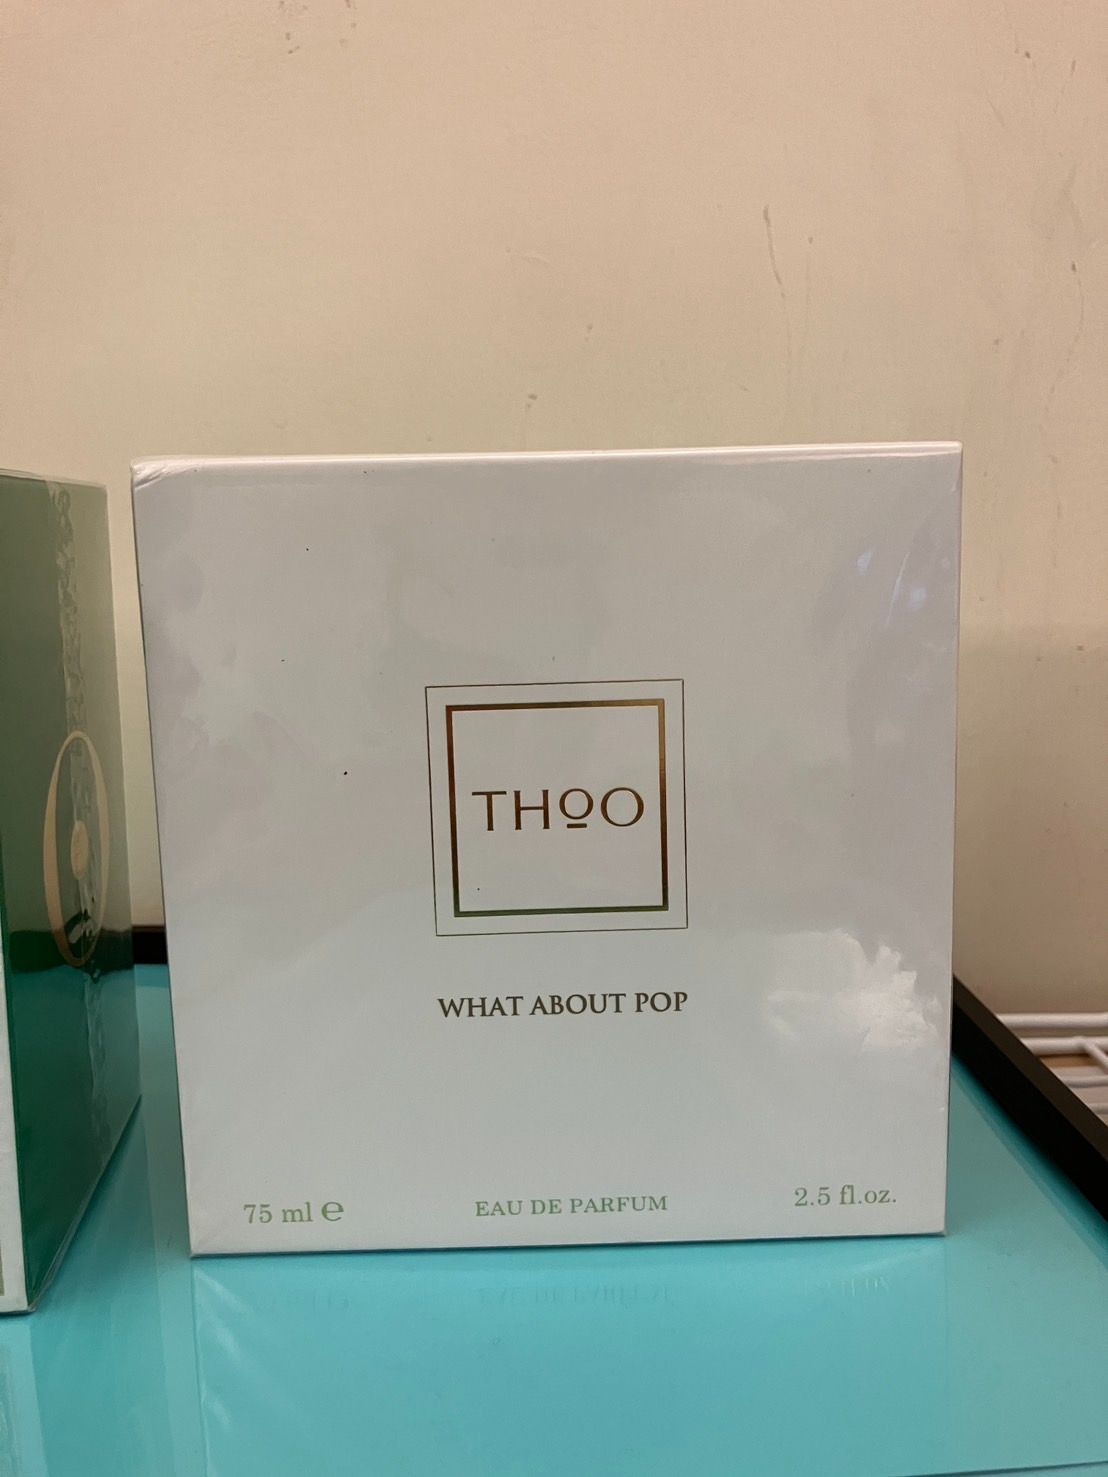 THOO
WHAT ABOUT POP
75 ml ℮
EAU DE PARFUM
2.5 fl.oz.